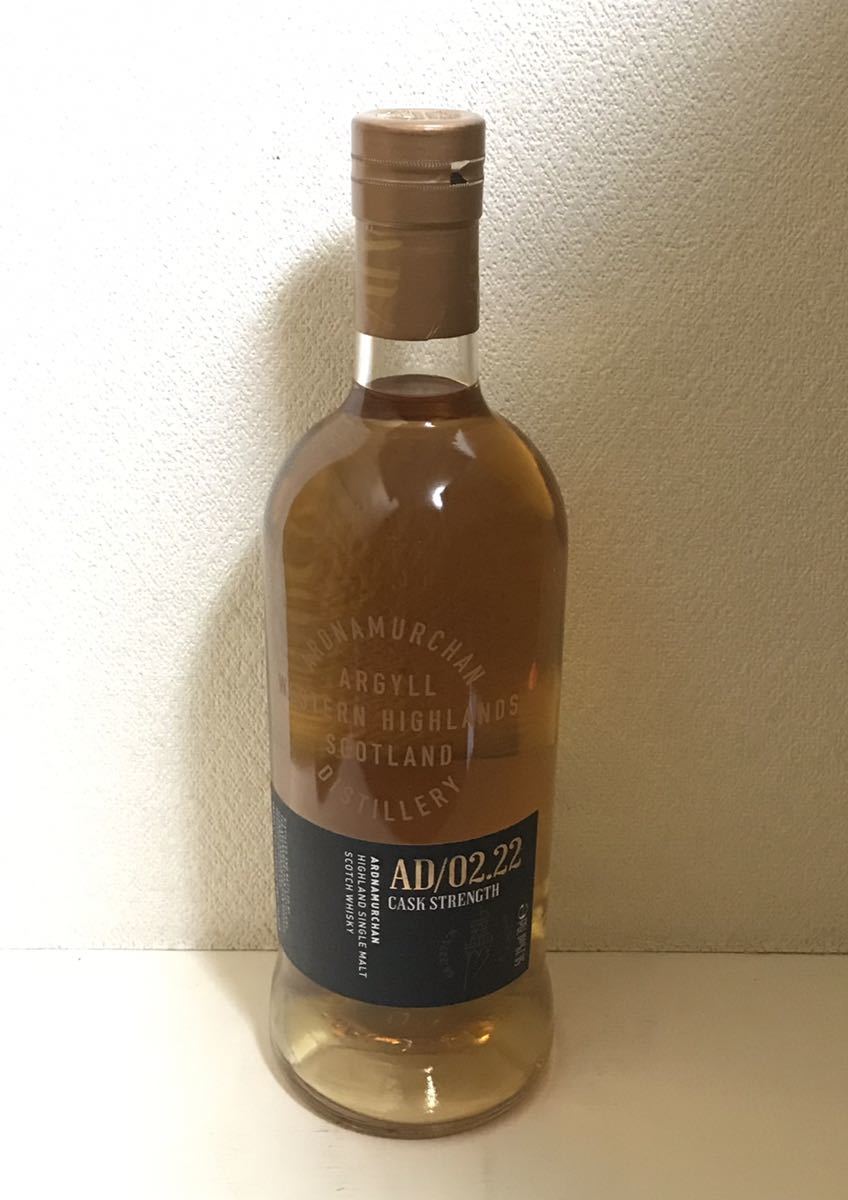 ARDNAMURCHAN
ARGYLL
WESTERN HIGHLANDS
SCOTLAND
DISTILLERY
AD/02.22
CASK STRENGTH
ARDNAMURCHAN
HIGHLAND SINGLE MALT
SCOTCH WHISKY